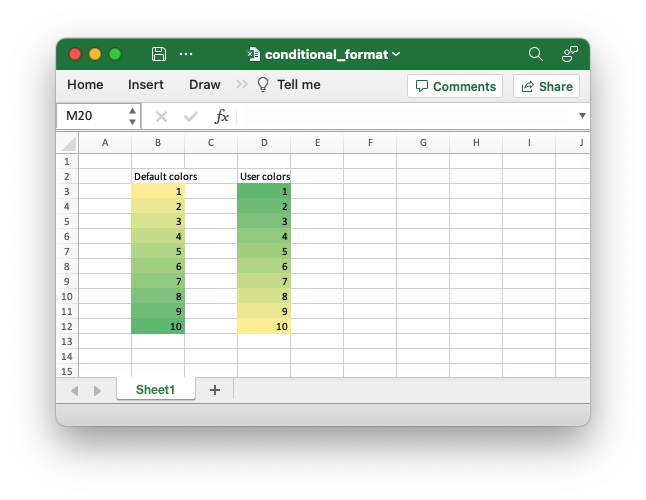 conditional_format
Home Insert Draw Tell me Comments Share
M20 fx
A B C D E F G H I J
1
2 Default colors User colors
3 1 1
4 2 2
5 3 3
6 4 4
7 5 5
8 6 6
9 7 7
10 8 8
11 9 9
12 10 10
13
14
15
Sheet1 +